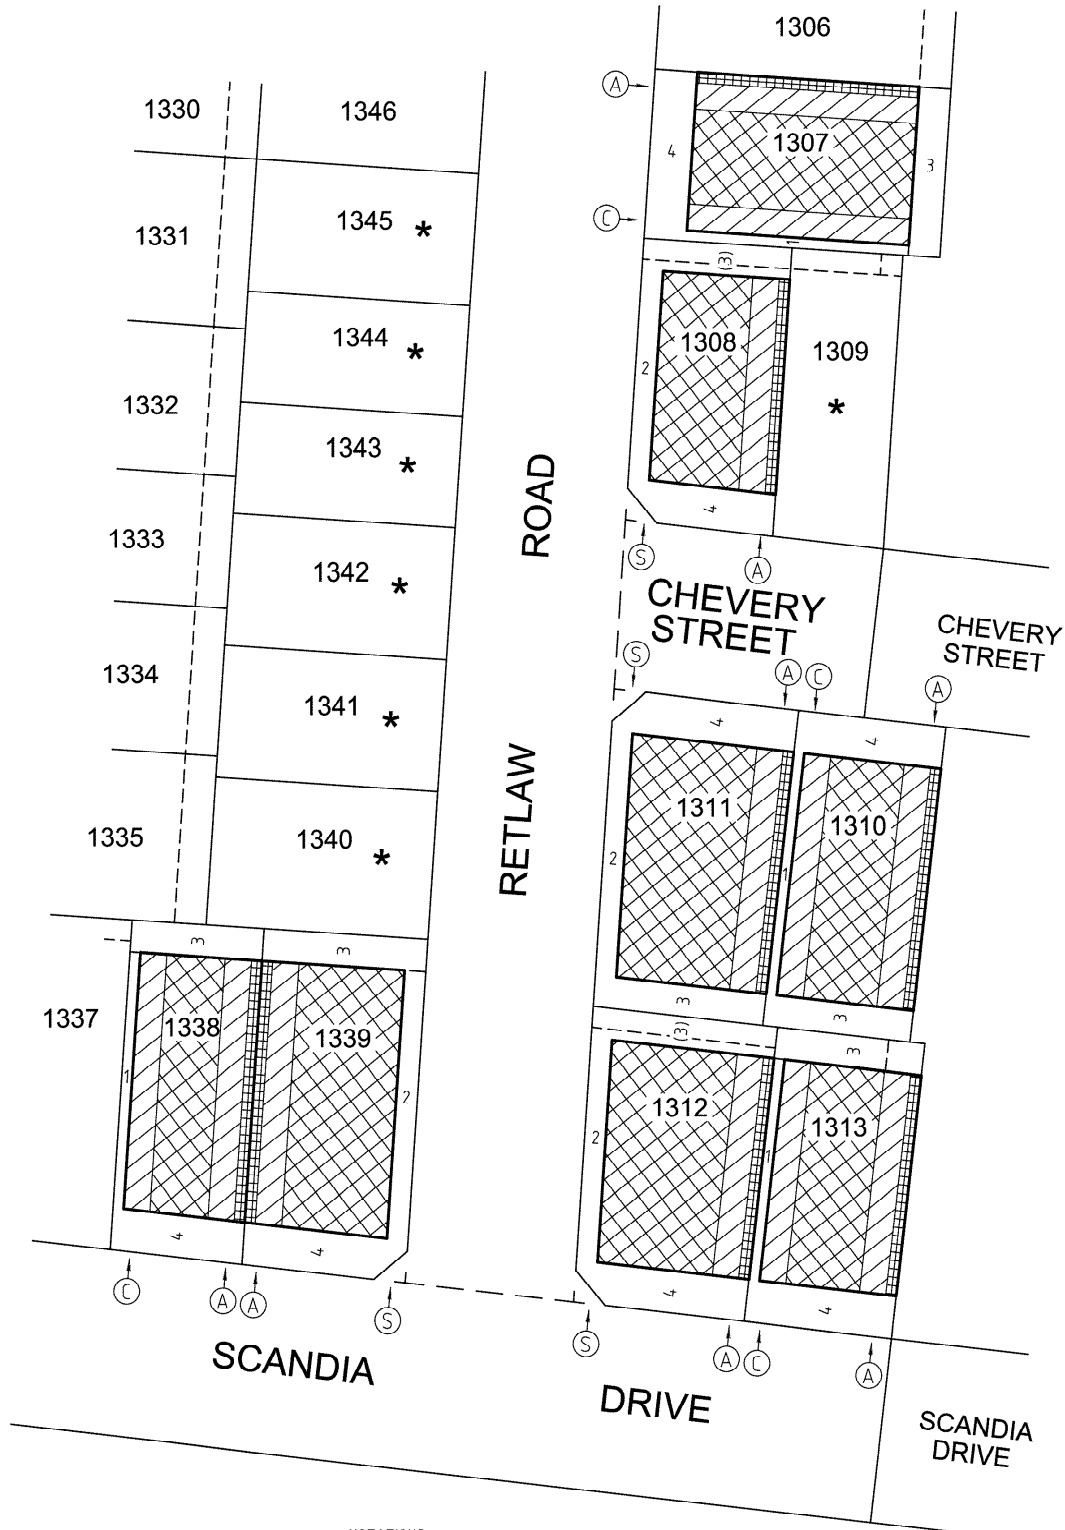 1306
A
1330
1346
1307
4
3
1345
C
1331
1
(3)
1344
1308
1309
2
1332
1343
ROAD
4
1333
S
A
1342
CHEVERY
STREET
CHEVERY
STREET
S
1334
A
C
A
1341
4
4
RETLAW
1311
1310
1335
1340
2
1
3
3
3
3
1337
1338
1339
(3)
3
1
2
1312
1313
2
1
4
4
C
A
A
S
4
4
S
A
C
A
SCANDIA
DRIVE
SCANDIA
DRIVE